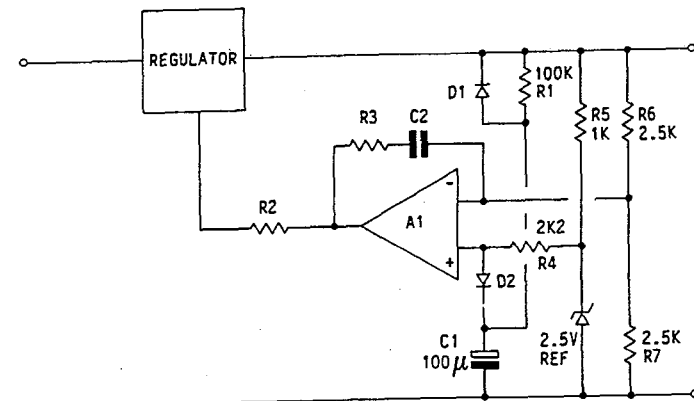 REGULATOR
D1
100K
R1
R5
1K
R6
2.5K
R3
C2
R2
A1
-
+
2K2
R4
D2
C1
100µ
2.5V
REF
2.5K
R7